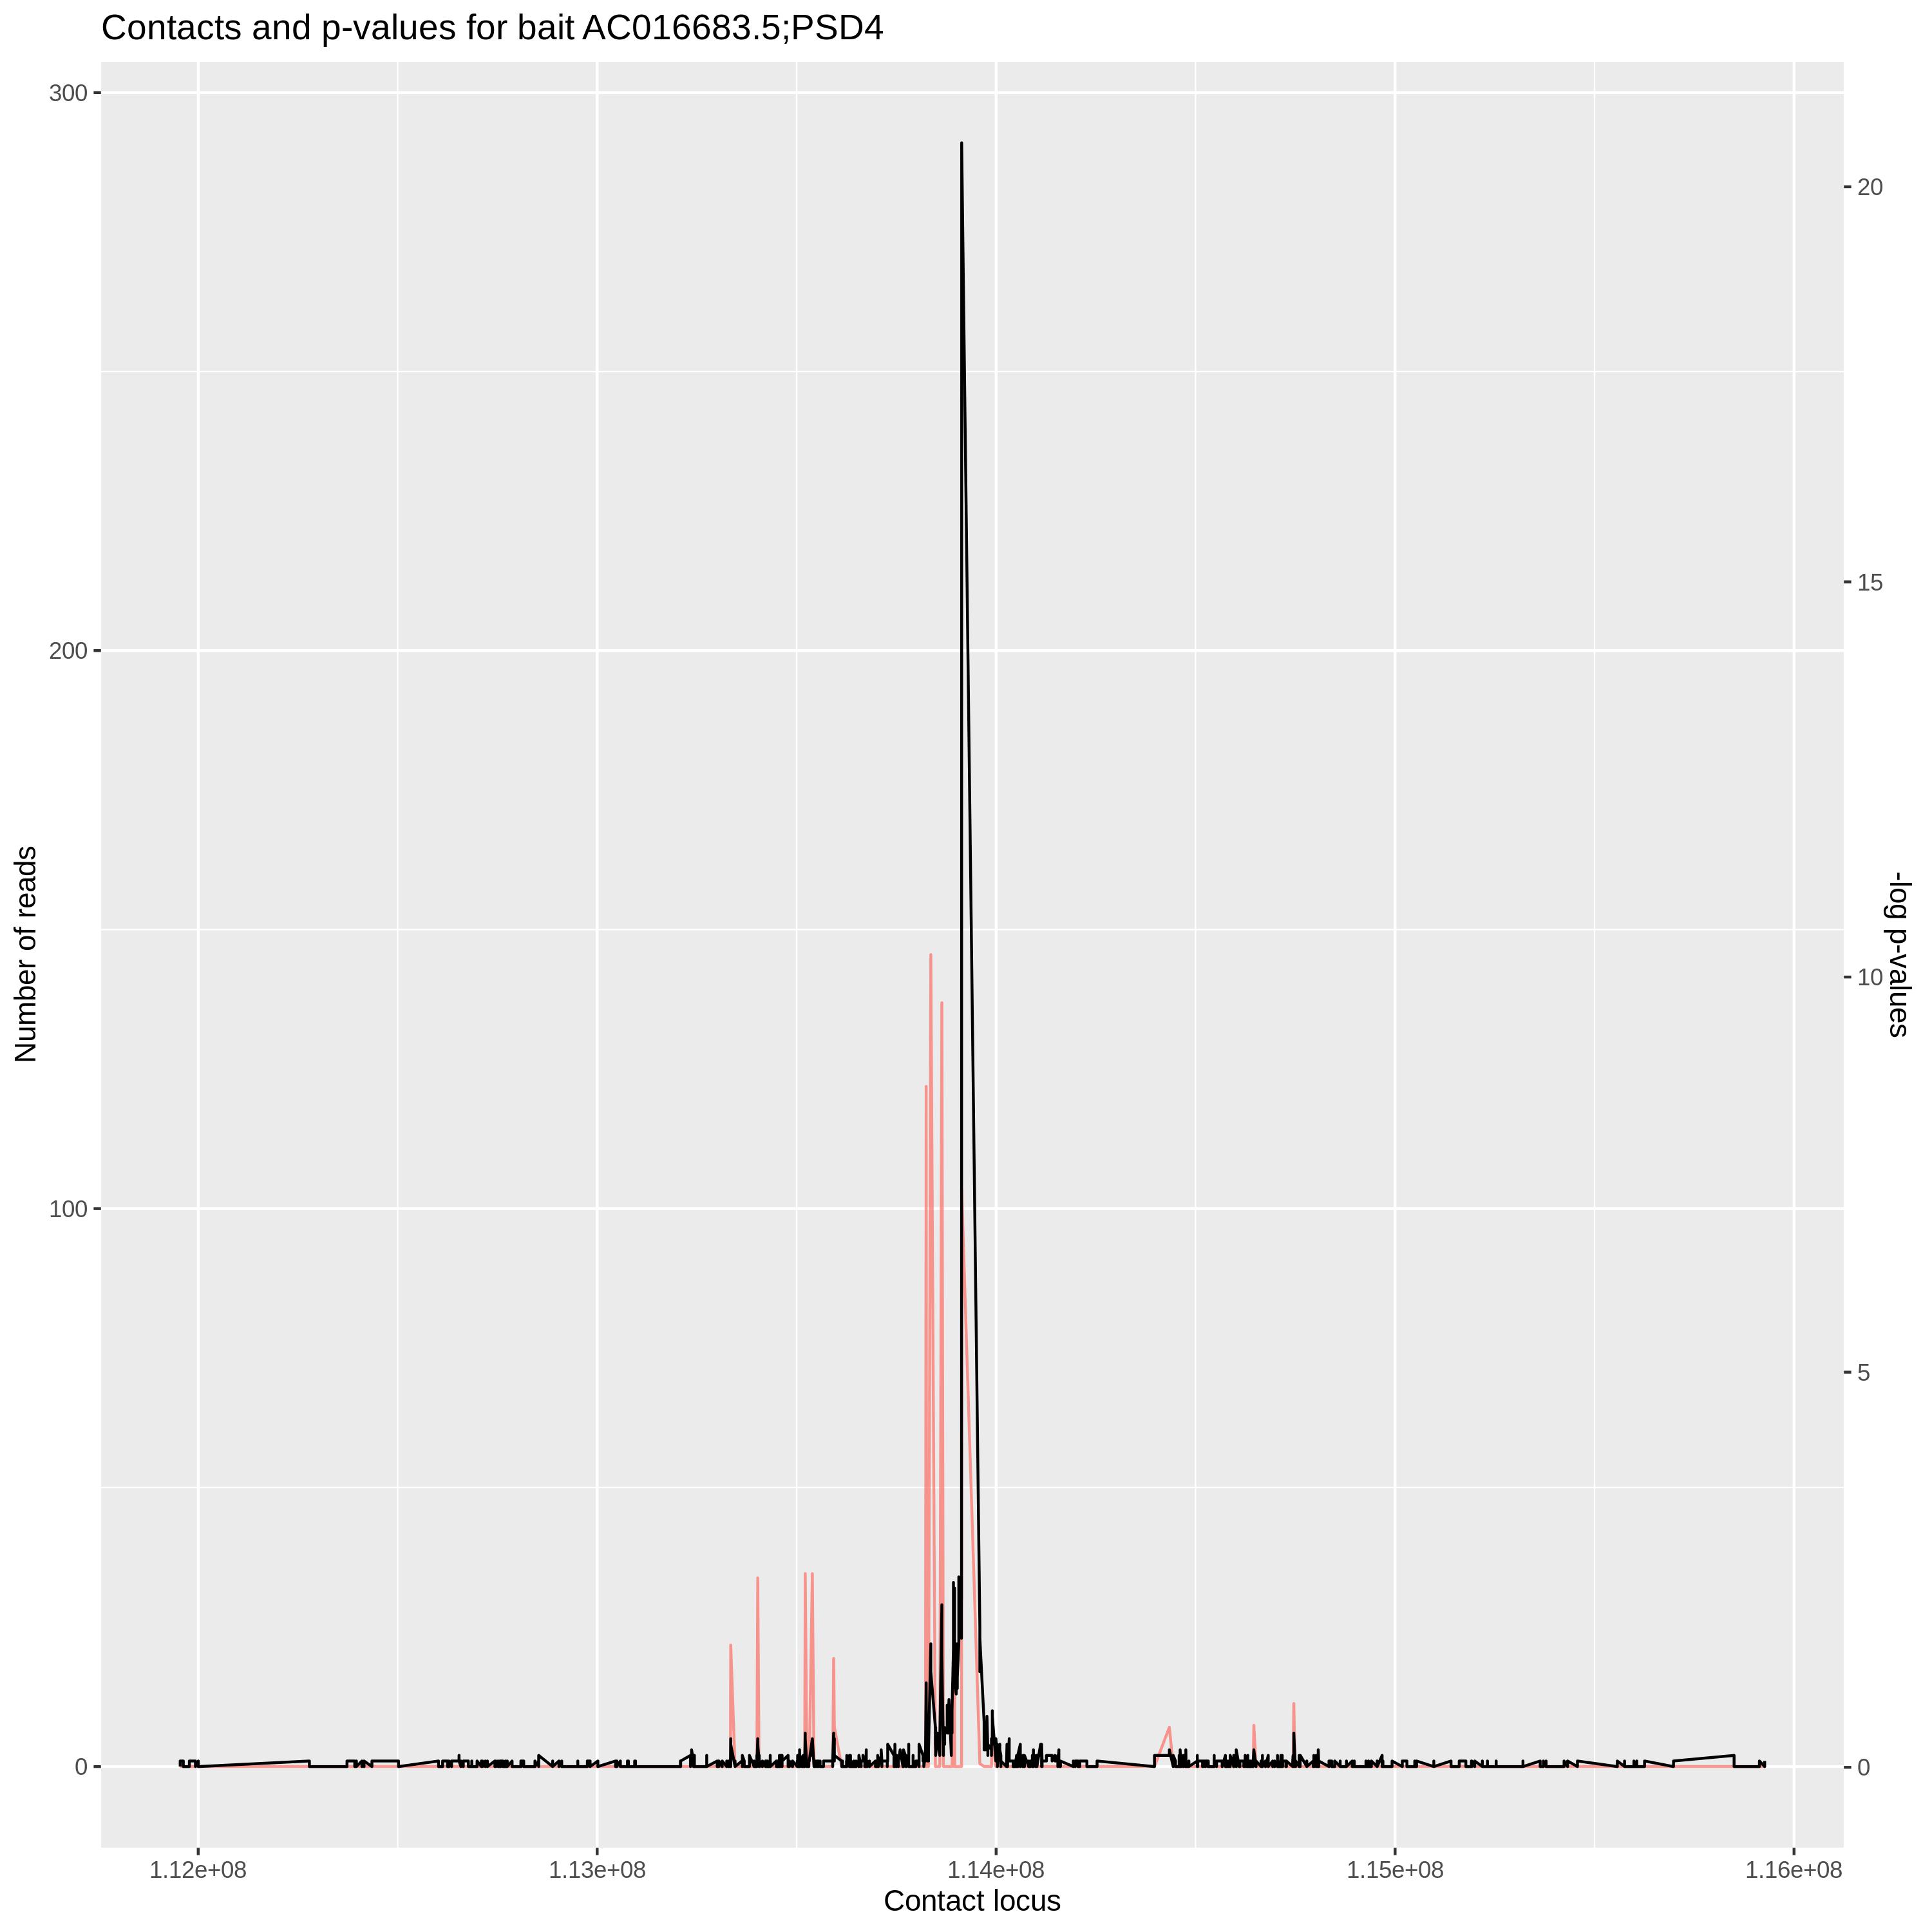 Contacts and p-values for bait AC016683.5;PSD4
300
200
100
0
Number of reads
20
15
10
5
0
-log p-values
1.12e+08 1.13e+08 1.14e+08 1.15e+08 1.16e+08
Contact locus